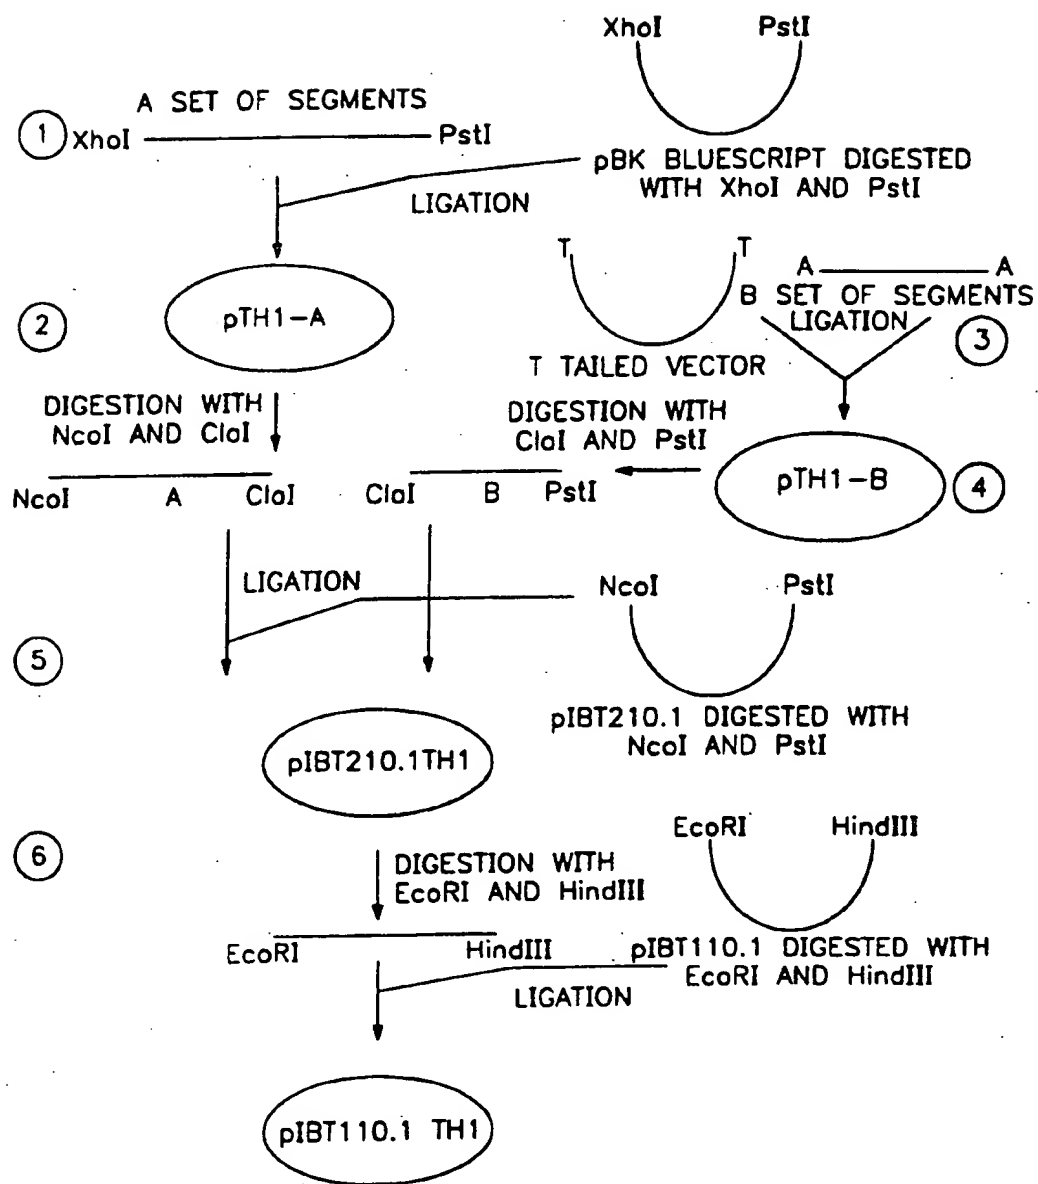 XhoI PstI
A SET OF SEGMENTS
1 XhoI PstI
pBK BLUESCRIPT DIGESTED
WITH XhoI AND PstI
LIGATION
T T
A A
B SET OF SEGMENTS
LIGATION
3
2
pTH1-A
T TAILED VECTOR
DIGESTION WITH
NcoI AND ClaI
DIGESTION WITH
ClaI AND PstI
pTH1-B
4
NcoI A ClaI ClaI B PstI
LIGATION
NcoI PstI
5
pIBT210.1 DIGESTED WITH
NcoI AND PstI
pIBT210.1TH1
6
EcoRI HindIII
DIGESTION WITH
EcoRI AND HindIII
EcoRI HindIII
pIBT110.1 DIGESTED WITH
EcoRI AND HindIII
LIGATION
pIBT110.1 TH1